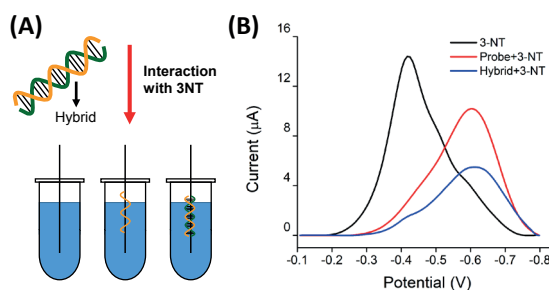 (A)
Interaction
with 3NT
Hybrid
(B)
16
12
8
4
0
Current (µA)
3-NT
Probe+3-NT
Hybrid+3-NT
-0.1 -0.2 -0.3 -0.4 -0.5 -0.6 -0.7 -0.8
Potential (V)